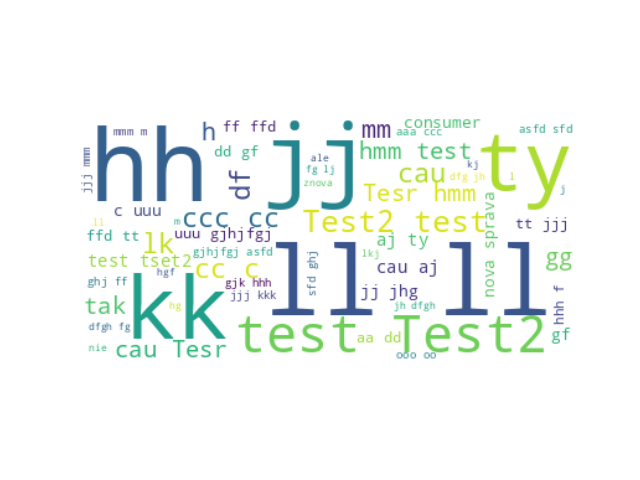 mmm m
hh
h
ff ffd
jj
mm
consumer
aaa ccc
asfd sfd
jjj mmm
dd gf
ale
fg lj
znova
hmm test
kj
ty
df
cau
dfg jh
l
j
Tesr hmm
c uuu
ccc cc
Test2 test
nova sprava
tt jjj
ll
m
ffd tt
lk
uuu gjhjfgj
aj ty
gjhjfgj asfd
lkj
test tset2
hgf
cc c
sfd ghj
ll ll
cau aj
gg
ghj ff
kk
gjk hhh
jjj kkk
jj jhg
hhh f
tak
hg
jh dfgh
dfgh fg
test Test2
aa dd
gf
nie
cau Tesr
ooo oo